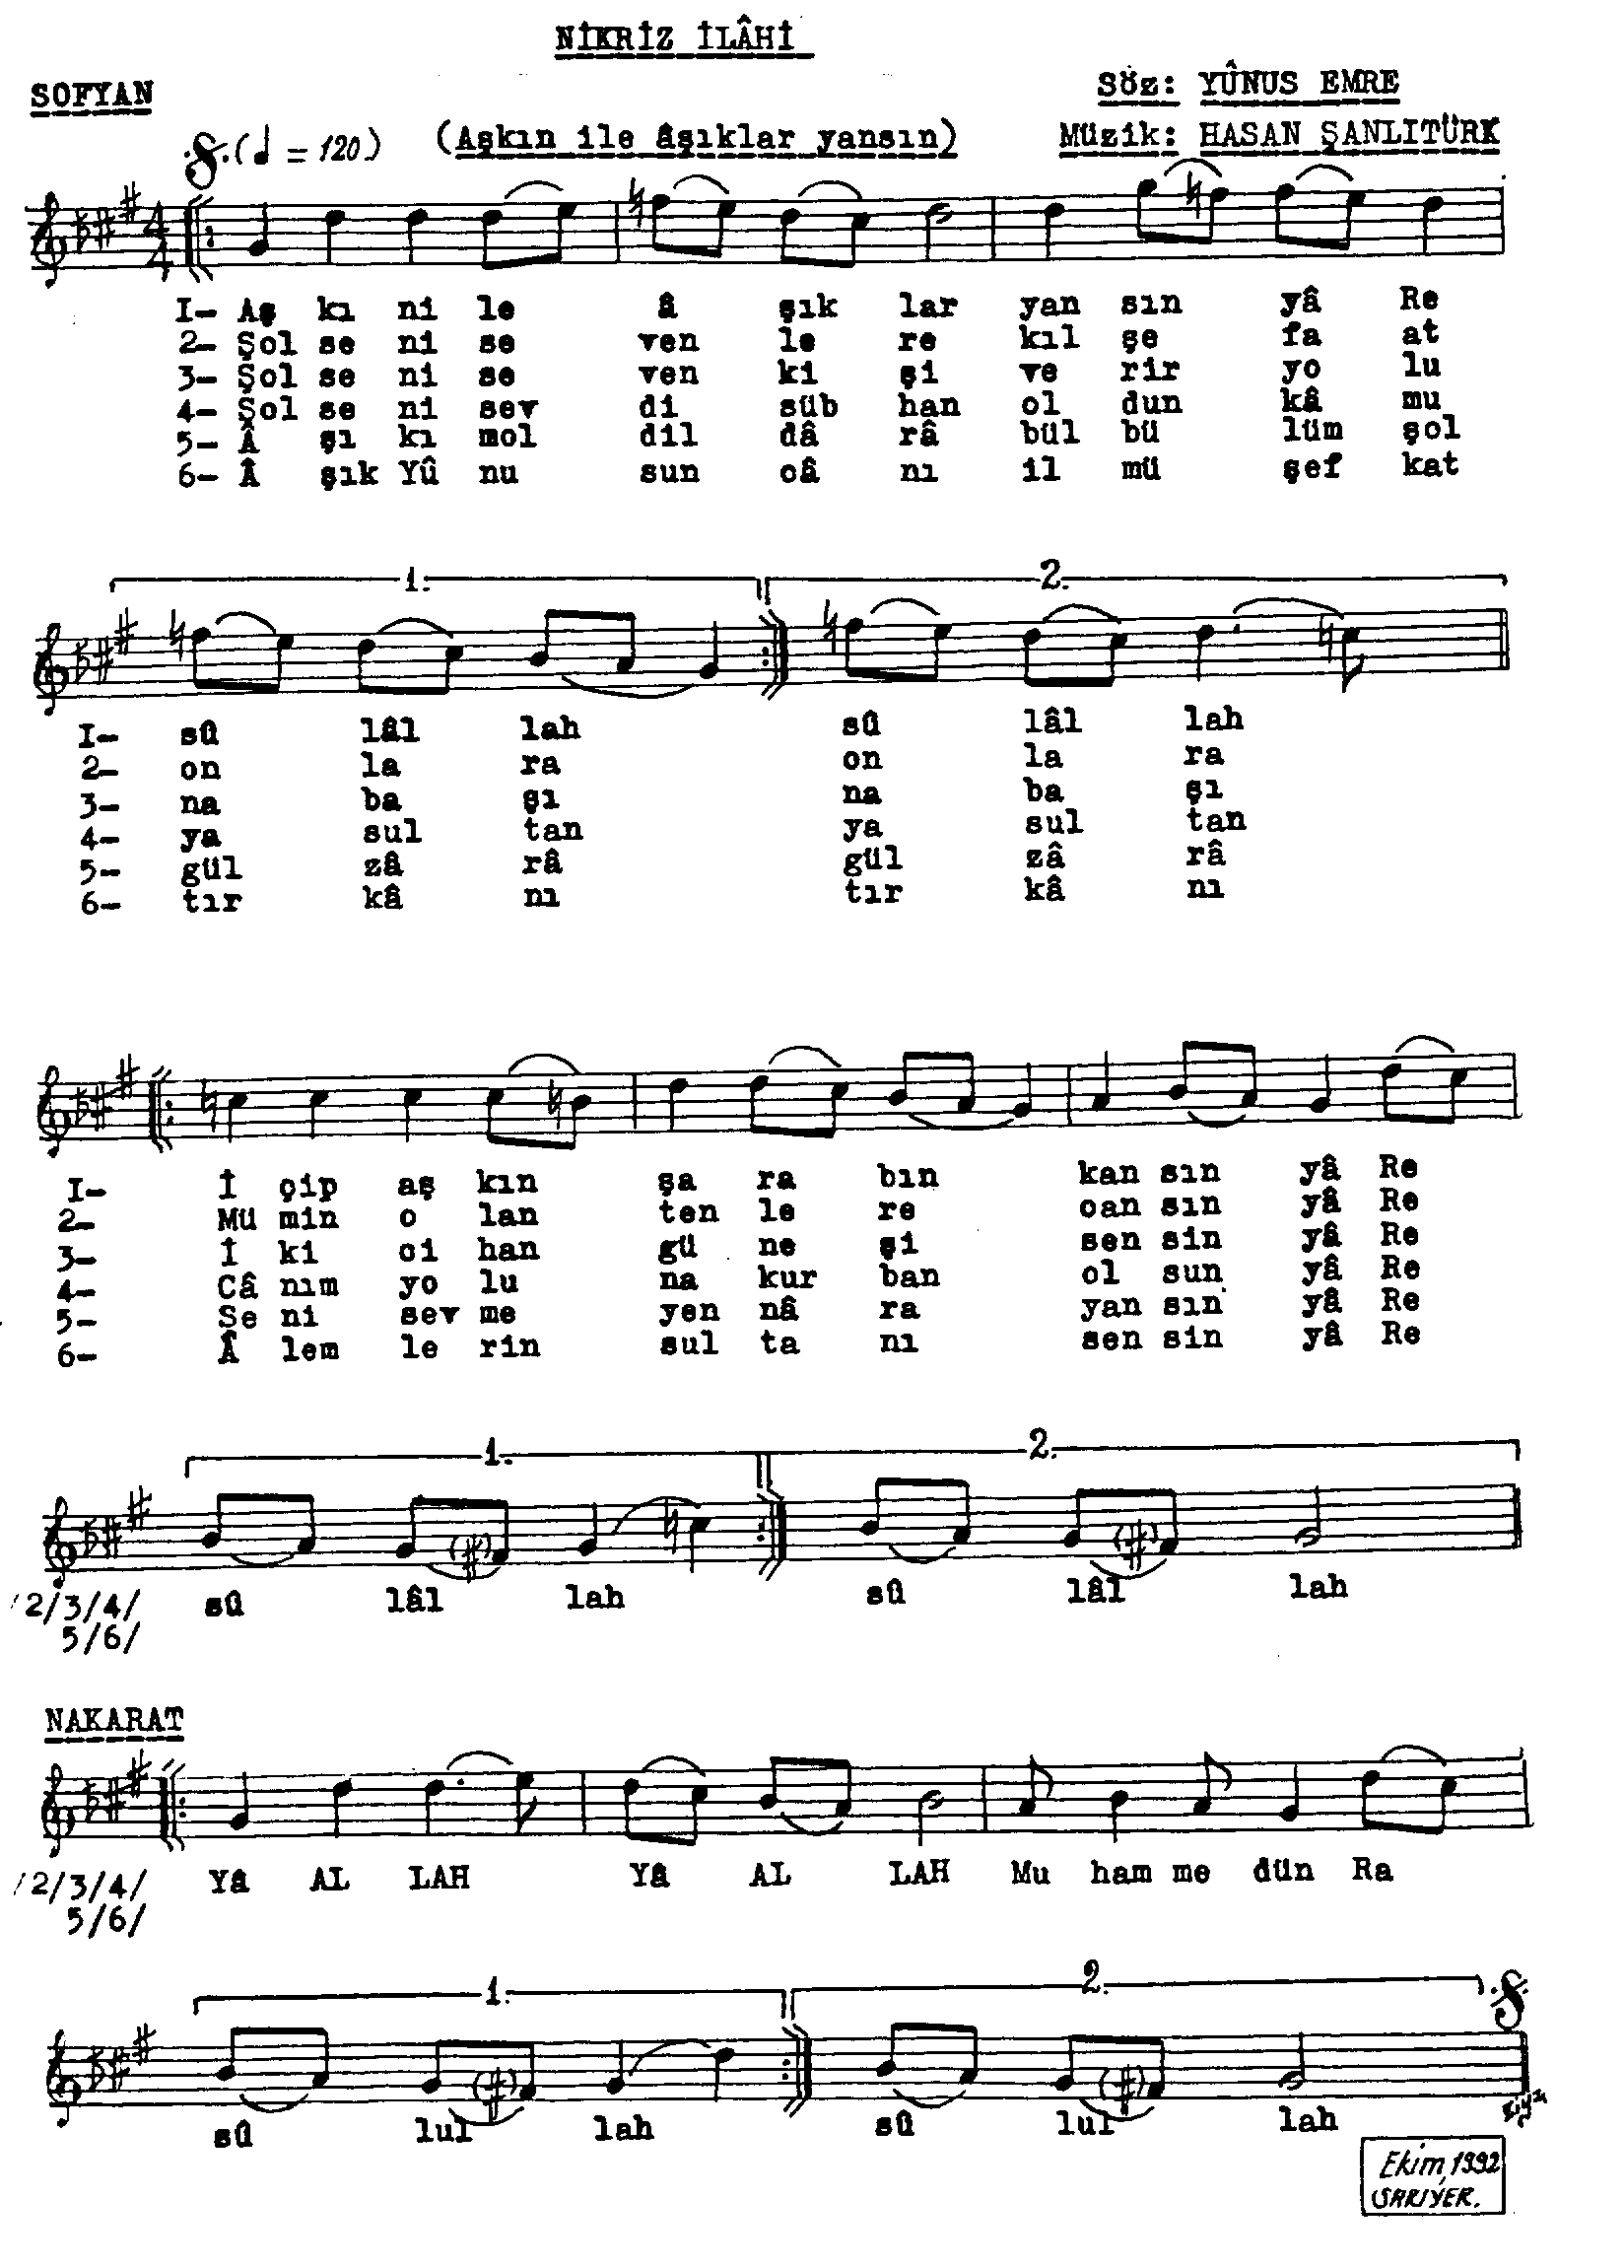 NİKRİZ İLÂHİ
SOFYAN
Söz: YÛNUS EMRE
(♩ = 120) (Aşkın ile âşıklar yansın) Müzik: HASAN ŞANLITÜRK
4/4
I- Aş kı ni le â şık lar yan sın yâ Re
2- Şol se ni se ven le re kıl şe fa at
3- Şol se ni se ven ki şi ve rir yo lu
4- Şol se ni sev di süb han ol dun kâ mu
5- Â şı kı mol dil dâ râ bül bü lüm şol
6- Â şık Yû nu sun câ nı il mü şef kat
1. 2.
I- sû lâl lah sû lâl lah
2- on la ra on la ra
3- na ba şı na ba şı
4- ya sul tan ya sul tan
5- gül zâ râ gül zâ râ
6- tır kâ nı tır kâ nı
I- İ çip aş kın şa ra bın kan sın yâ Re
2- Mü min o lan ten le re can sın yâ Re
3- İ ki ci han gü ne şi sen sin yâ Re
4- Câ nım yo lu na kur ban ol sun yâ Re
5- Se ni sev me yen nâ ra yan sın yâ Re
6- Â lem le rin sul ta nı sen sin yâ Re
1. 2.
/2/3/4/ sû lâl lah sû lâl lah
5/6/
NAKARAT
/2/3/4/ Yâ AL LAH Yâ AL LAH Mu ham me dün Ra
5/6/
1. 2.
sû lul lah sû lul lah
Ekim, 1992
SARIYER.